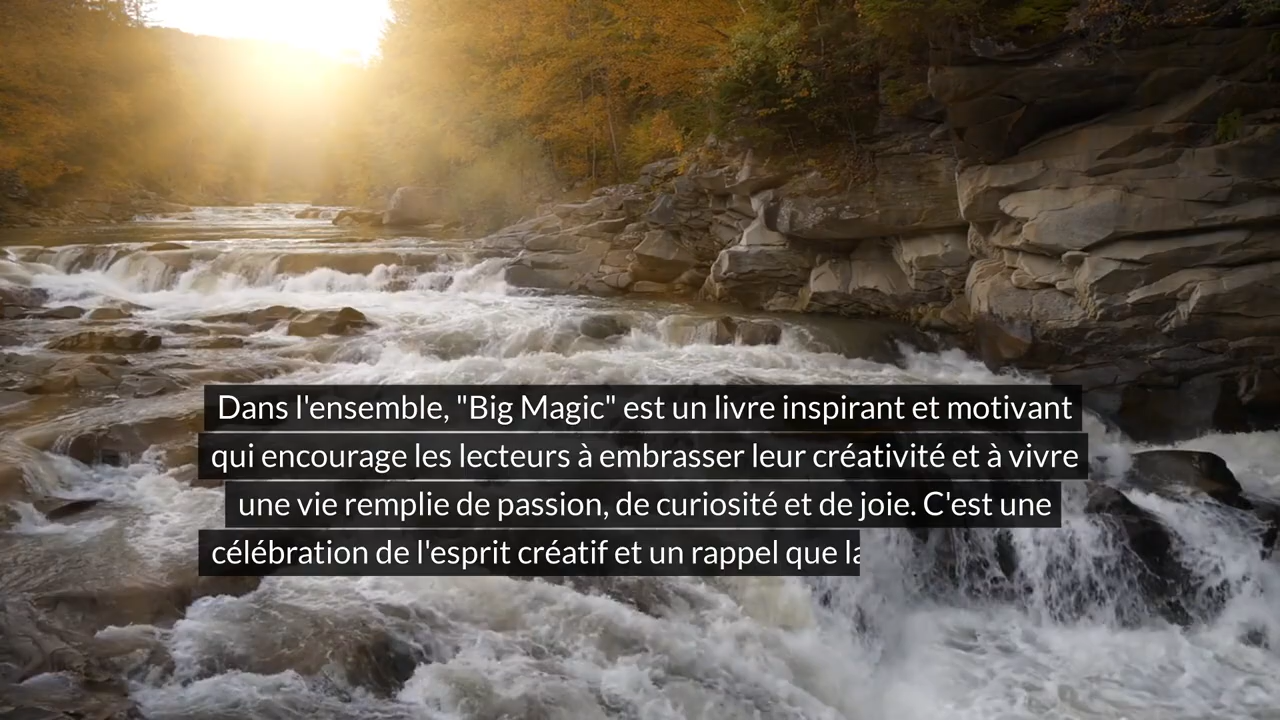 Dans l'ensemble, "Big Magic" est un livre inspirant et motivant
qui encourage les lecteurs à embrasser leur créativité et à vivre
une vie remplie de passion, de curiosité et de joie. C'est une
célébration de l'esprit créatif et un rappel que la